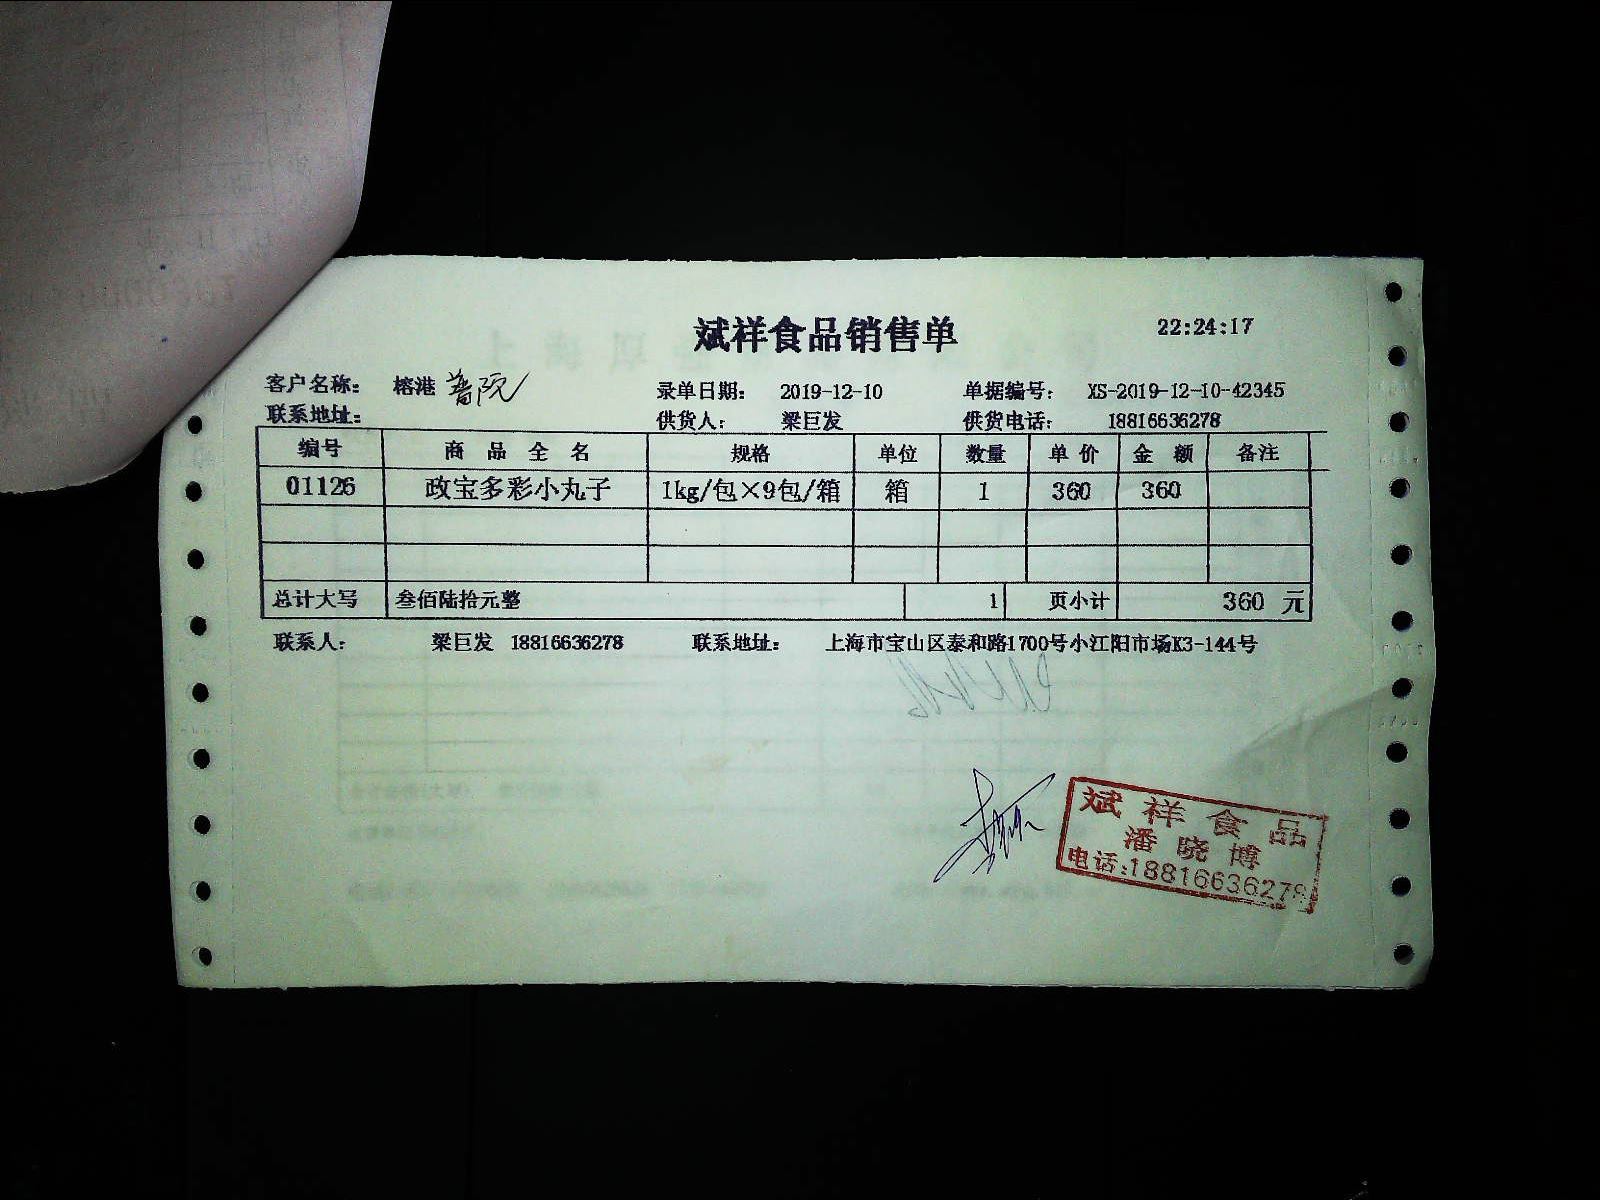 斌祥食品销售单 22:24:17
客户名称: 榕港 录单日期: 2019-12-10 单据编号: XS-2019-12-10-42345
联系地址: 供货人: 梁巨发 供货电话: 18816636278
编号 商品全名 规格 单位 数量 单价 金额 备注
01126 政宝多彩小丸子 1kg/包×9包/箱 箱 1 360 360
总计大写 叁佰陆拾元整 1 页小计 360 元
联系人: 梁巨发 18816636278 联系地址: 上海市宝山区泰和路1700号小江阳市场K3-144号
斌祥食品
潘晓博
电话:18816636278